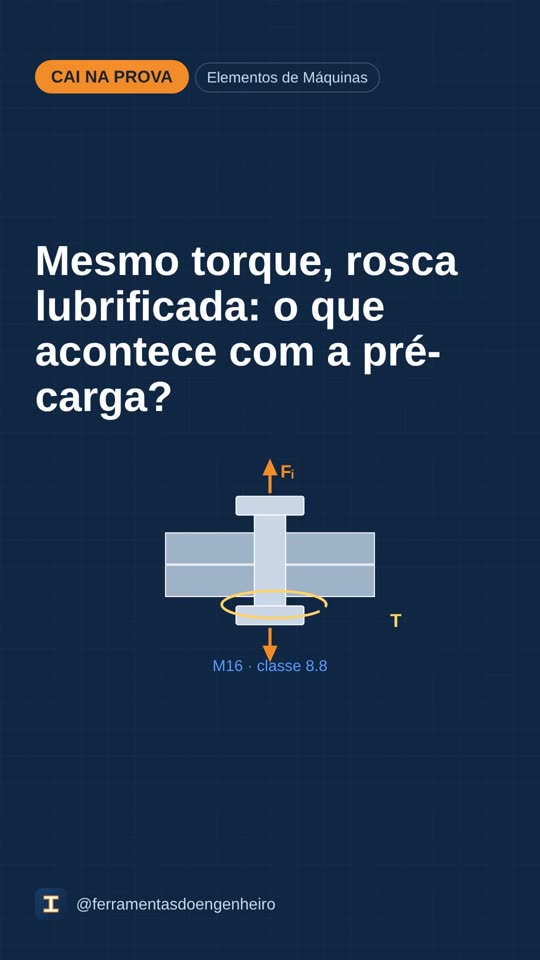 CAI NA PROVA
Elementos de Máquinas
Mesmo torque, rosca
lubrificada: o que
acontece com a pré-
carga?
Fᵢ
T
M16 · classe 8.8
@ferramentasdoengenheiro